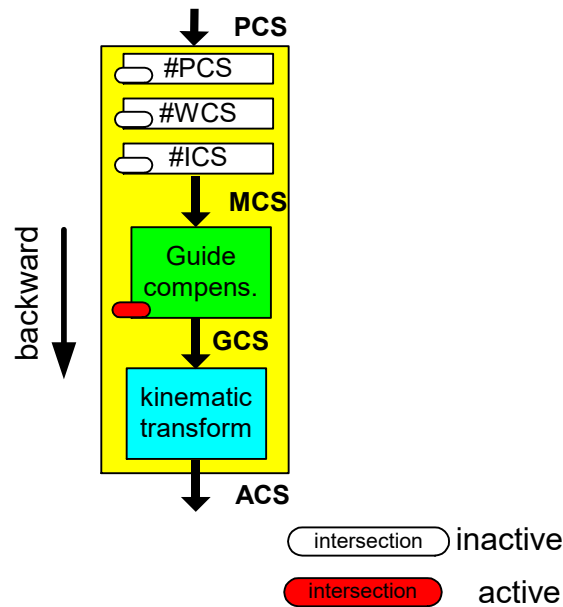 PCS
#PCS
#WCS
#ICS
MCS
backward
Guide
compens.
GCS
kinematic
transform
ACS
intersection inactive
intersection active